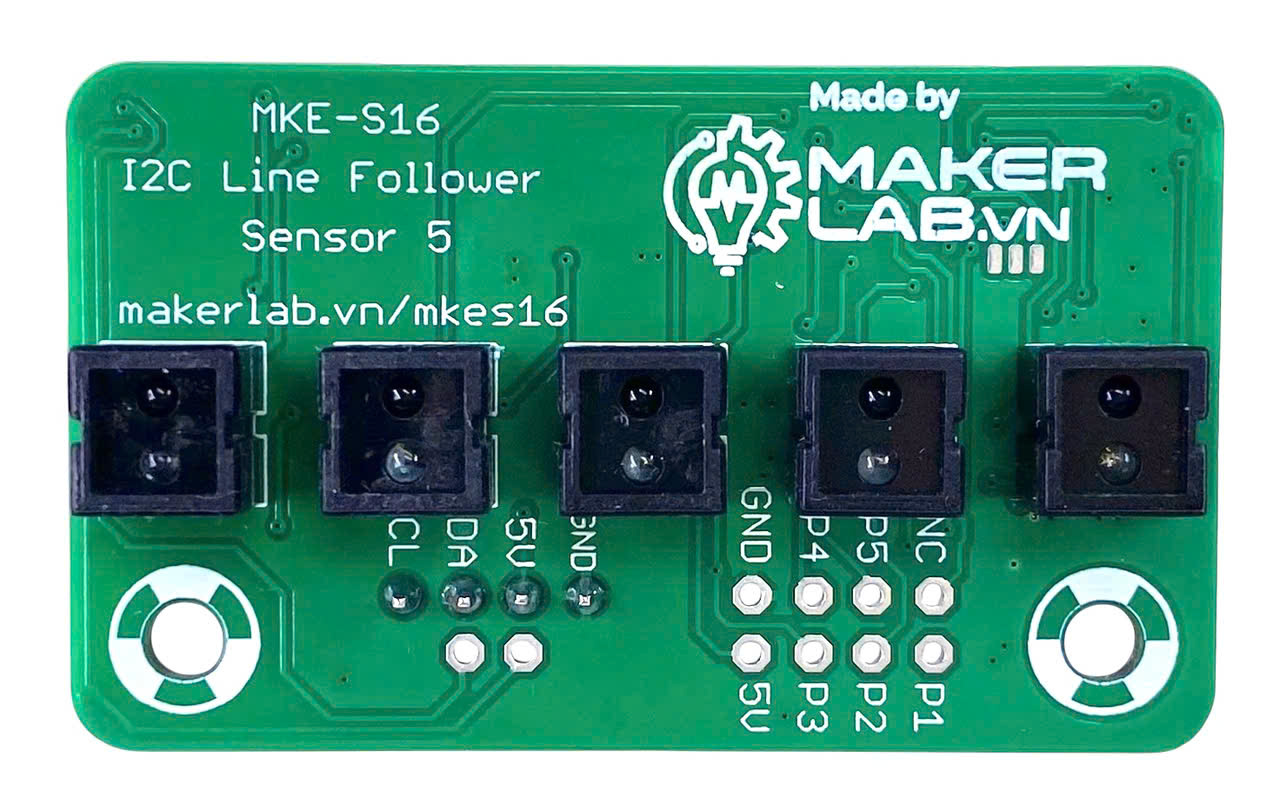 MKE-S16
I2C Line Follower
Sensor 5
makerlab.vn/mkes16
Made by
MAKER
LAB.VN
CL
DA
5V
GND
GND
P4
P5
NC
5V
P3
P2
P1